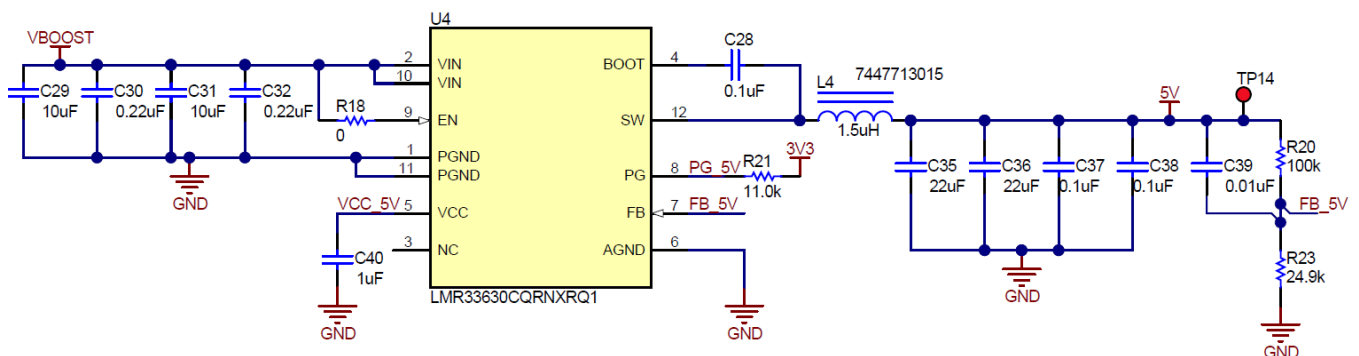 U4
VBOOST
C28
L4
7447713015
TP14
2
VIN
BOOT
4
5V
10
VIN
0.1uF
C29
C30
C31
C32
10uF
0.22uF
10uF
0.22uF
R18
0
9
EN
SW
12
1.5uH
1
PGND
11
PGND
PG
8
PG_5V
R21
11.0k
3V3
C35
22uF
C36
22uF
C37
0.1uF
C38
0.1uF
C39
0.01uF
R20
100k
GND
VCC_5V
5
VCC
FB
7
FB_5V
FB_5V
3
NC
AGND
6
C40
1uF
R23
24.9k
LMR33630CQRNXRQ1
GND
GND
GND
GND